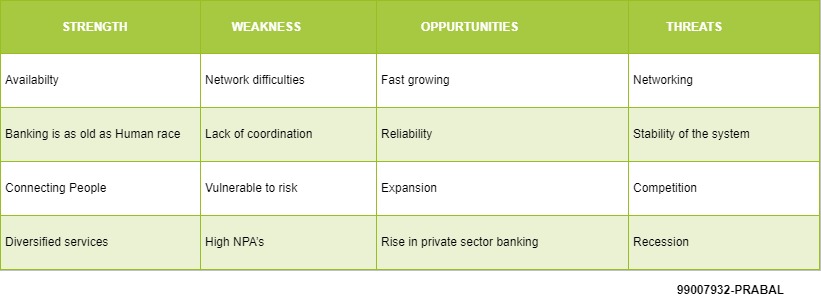 STRENGTH WEAKNESS OPPURTUNITIES THREATS
Availabilty Network difficulties Fast growing Networking
Banking is as old as Human race Lack of coordination Reliability Stability of the system
Connecting People Vulnerable to risk Expansion Competition
Diversified services High NPA's Rise in private sector banking Recession
99007932-PRABAL